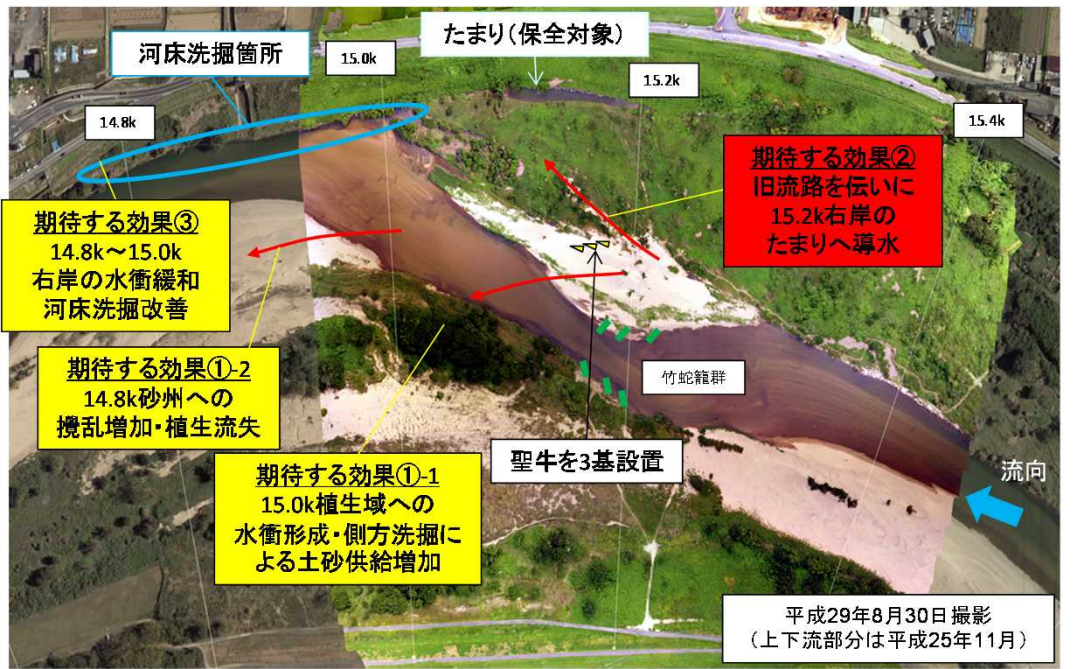 河床洗掘箇所
15.0k
たまり(保全対象)
15.2k
14.8k
15.4k
期待する効果②
旧流路を伝いに
15.2k右岸の
たまりへ導水
期待する効果③
14.8k～15.0k
右岸の水衝緩和
河床洗掘改善
期待する効果①-2
14.8k砂州への
攪乱増加・植生流失
竹蛇籠群
期待する効果①-1
15.0k植生域への
水衝形成・側方洗掘に
よる土砂供給増加
聖牛を3基設置
流向
平成29年8月30日撮影
(上下流部分は平成25年11月)